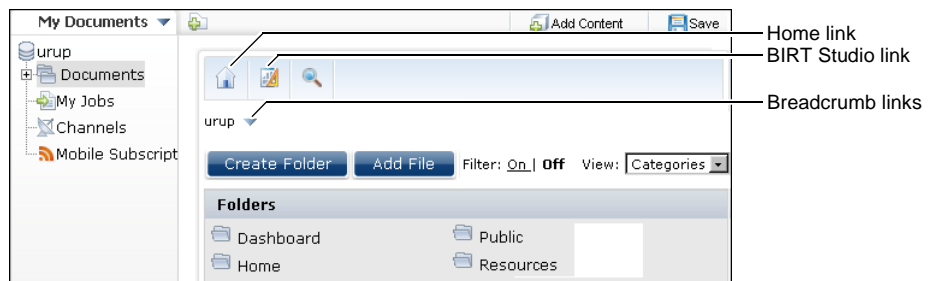 My Documents Add Content Save
Home link
BIRT Studio link
Breadcrumb links
urup
Documents
My Jobs
Channels
Mobile Subscript
urup
Create Folder Add File Filter: On | Off View: Categories
Folders
Dashboard Public
Home Resources